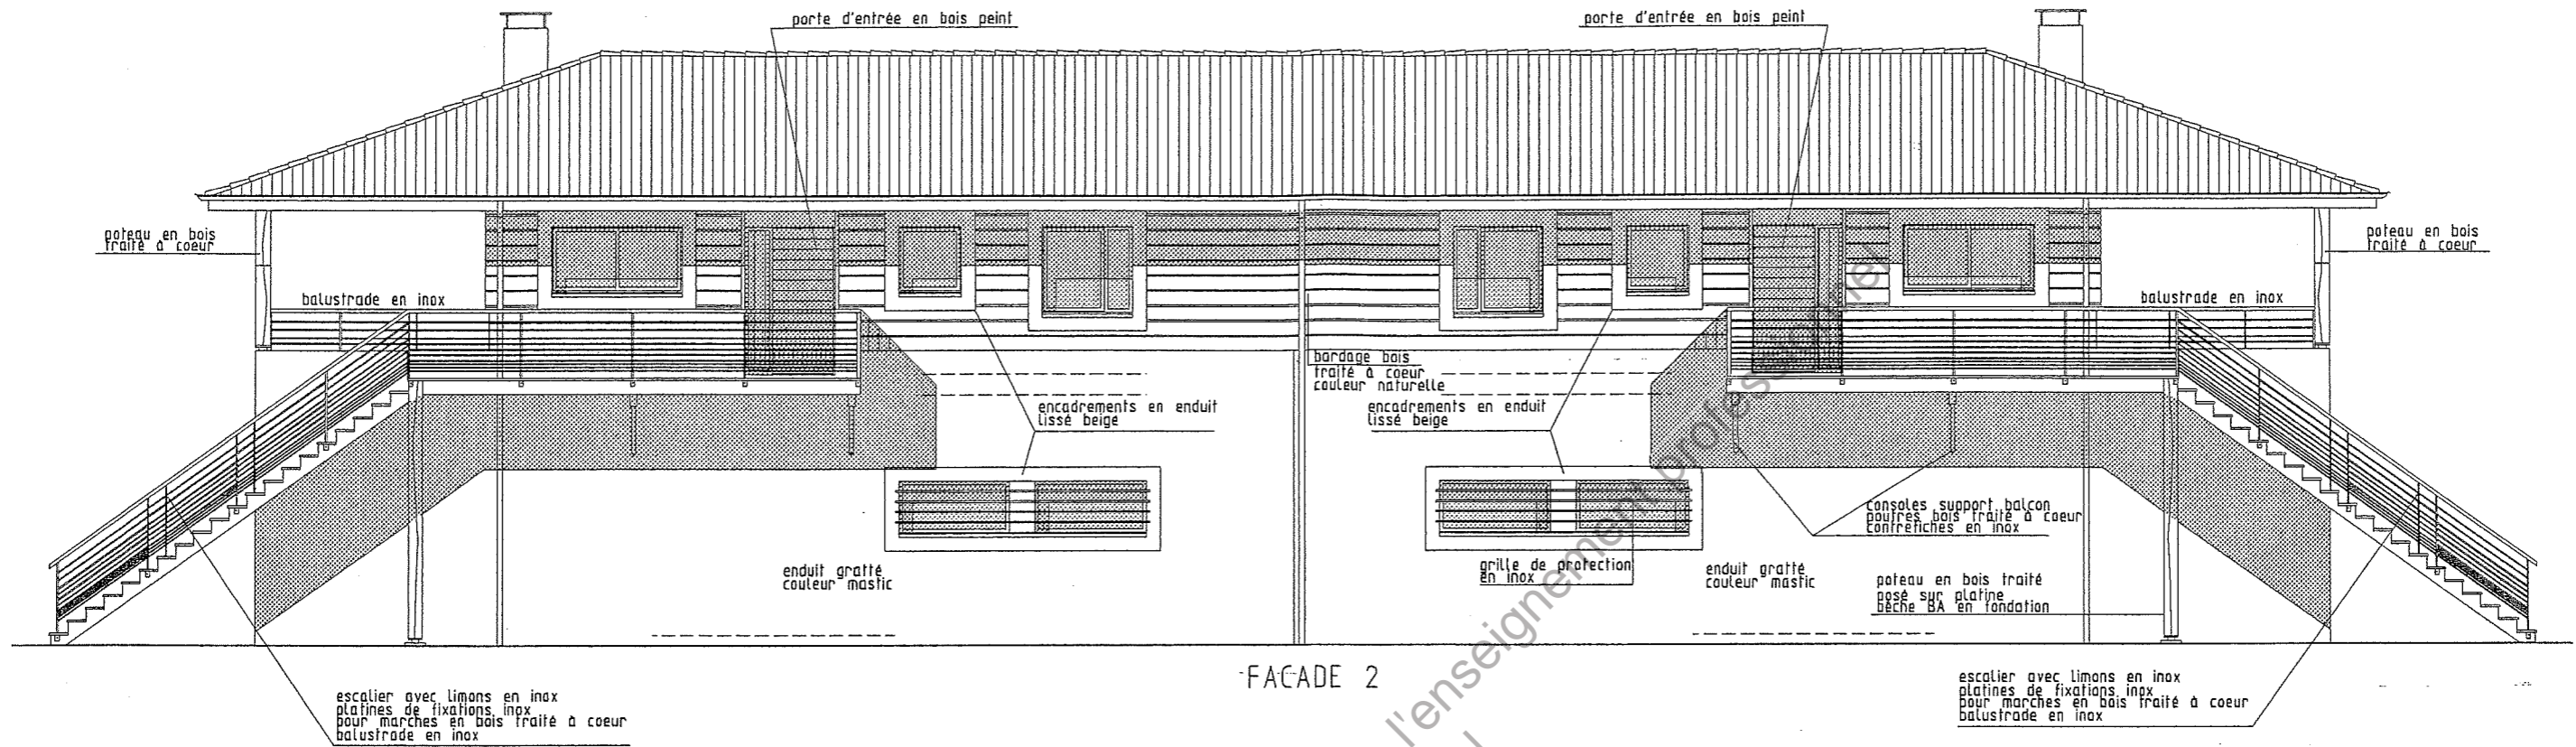 porte d'entrée en bois peint
porte d'entrée en bois peint
poteau en bois
traité à coeur
poteau en bois
traité à coeur
balustrade en inox
balustrade en inox
bardage bois
traité à coeur
couleur naturelle
encadrements en enduit
lissé beige
encadrements en enduit
lissé beige
consoles support balcon
poutres bois traité à coeur
contrefiches en inox
enduit gratté
couleur mastic
grille de protection
en inox
enduit gratté
couleur mastic
poteau en bois traité
posé sur platine
bèche BA en fondation
FACADE 2
escalier avec limons en inox
platines de fixations inox
pour marches en bois traité à coeur
balustrade en inox
escalier avec limons en inox
platines de fixations inox
pour marches en bois traité à coeur
balustrade en inox
l'enseignement professionnel